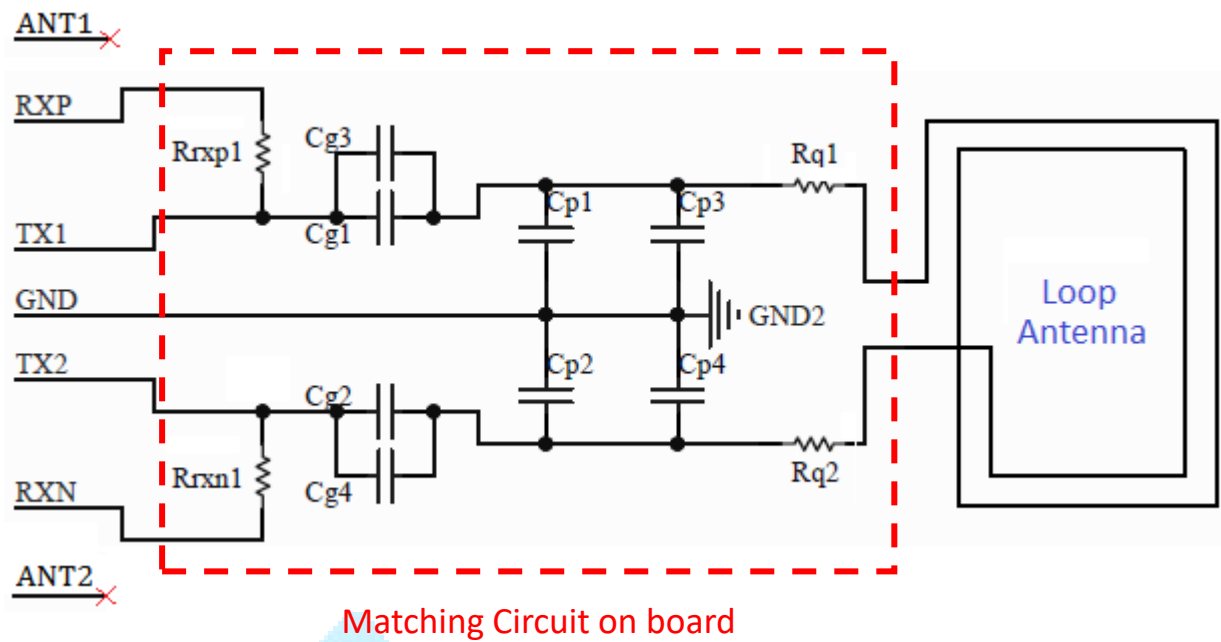 ANT1
RXP
Rrxp1
Cg3
Rq1
Cp1
Cp3
Cg1
TX1
GND
GND2
Loop
Antenna
TX2
Cp2
Cp4
Cg2
Rrxn1
Rq2
RXN
Cg4
ANT2
Matching Circuit on board